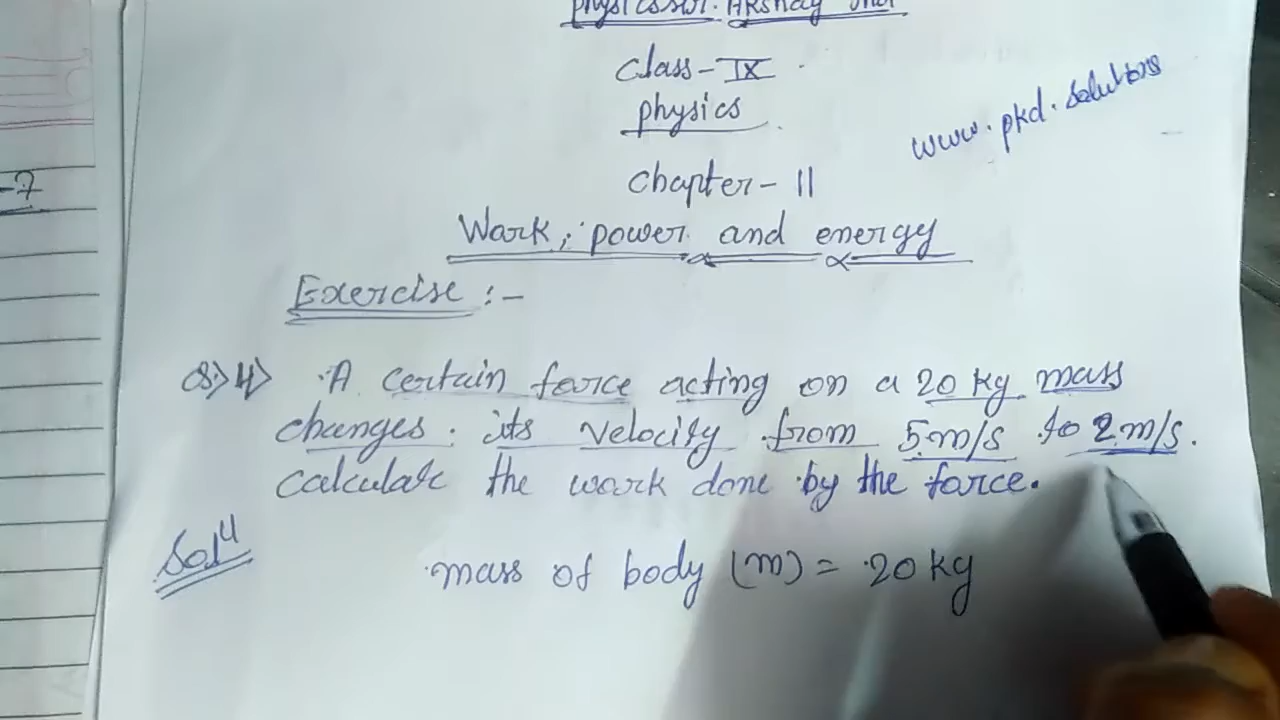 class-IX
physics
www.pkd.solutions
chapter-11
Work, power and energy
Exercise :-
-7
Q>4> A certain force acting on a 20 kg mass
changes its velocity from 5 m/s to 2 m/s.
calculate the work done by the force.
Sol4
mass of body (m) = 20 kg